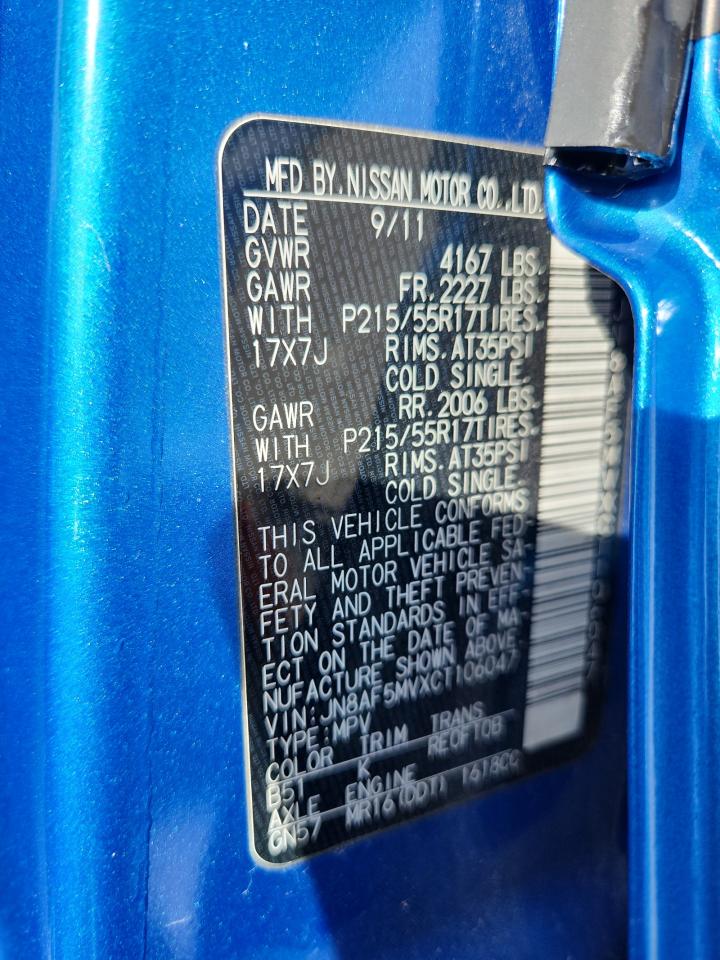 MFD BY.NISSAN MOTOR CO.,LTD.
DATE 9/11
GVWR 4167 LBS.
GAWR FR.2227 LBS.
WITH P215/55R17TIRES.
17X7J RIMS.AT35PSI
COLD SINGLE.
GAWR RR.2006 LBS.
WITH P215/55R17TIRES.
17X7J RIMS.AT35PSI
COLD SINGLE.
THIS VEHICLE CONFORMS
TO ALL APPLICABLE FED-
ERAL MOTOR VEHICLE SA-
FETY AND THEFT PREVEN-
TION STANDARDS IN EFF-
ECT ON THE DATE OF MA-
NUFACTURE SHOWN ABOVE.
VIN:JN8AF5MVXCT106047
TYPE:MPV
COLOR TRIM TRANS
B51 K RE0F10B
AXLE ENGINE
GN57 MR16(DDT) 1618CC